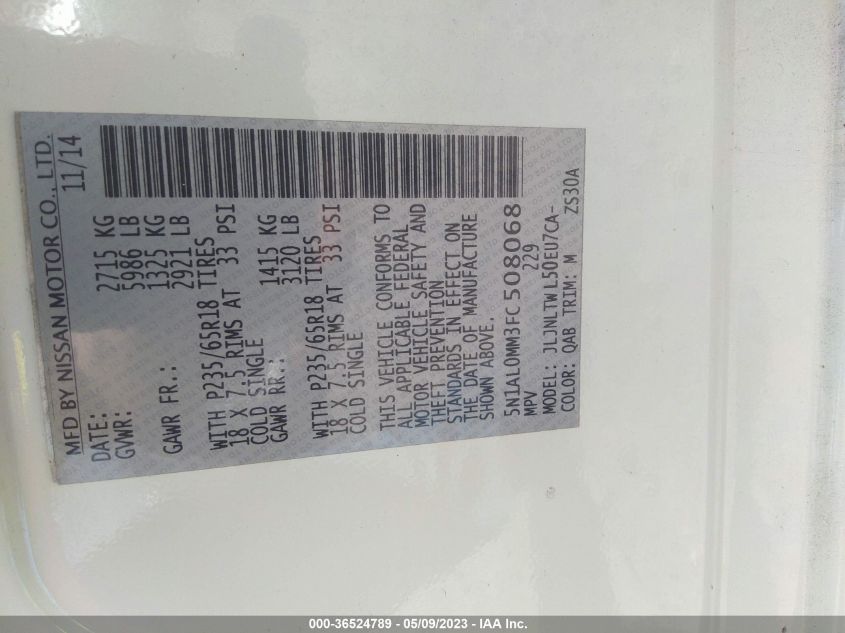 MFD BY NISSAN MOTOR CO., LTD.
DATE: 11/14
GVWR: 2715 KG
5986 LB
GAWR FR.: 1325 KG
2921 LB
WITH P235/65R18 TIRES
18 X 7.5 RIMS AT 33 PSI
COLD SINGLE
GAWR RR.: 1415 KG
3120 LB
WITH P235/65R18 TIRES
18 X 7.5 RIMS AT 33 PSI
COLD SINGLE
THIS VEHICLE CONFORMS TO
ALL APPLICABLE FEDERAL
MOTOR VEHICLE SAFETY AND
THEFT PREVENTION
STANDARDS IN EFFECT ON
THE DATE OF MANUFACTURE
SHOWN ABOVE.
5N1AL0MM3FC508068
MPV 229
MODEL: JLJNLTWL50EU7CA-
COLOR: QAB TRIM: M ZS30A
000-36524789 - 05/09/2023 - IAA Inc.